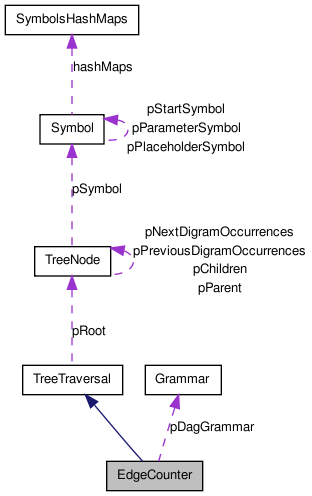 SymbolsHashMaps
hashMaps
Symbol
pStartSymbol
pParameterSymbol
pPlaceholderSymbol
pSymbol
TreeNode
pNextDigramOccurrences
pPreviousDigramOccurrences
pChildren
pParent
pRoot
TreeTraversal
Grammar
pDagGrammar
EdgeCounter